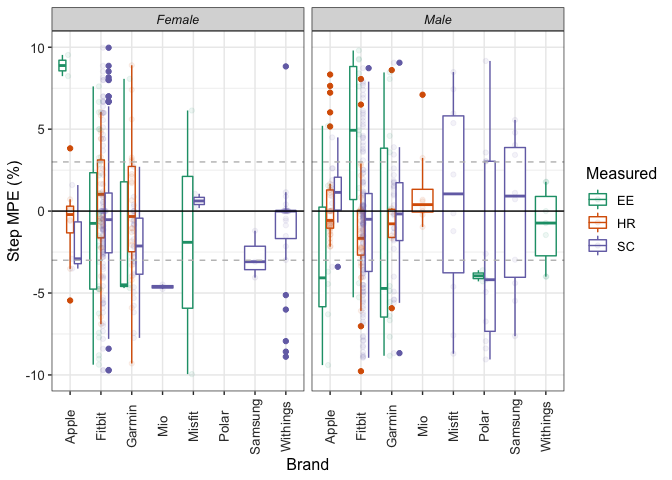 Female Male
Step MPE (%)
10
5
0
-5
-10
Apple Fitbit Garmin Mio Misfit Polar Samsung Withings Apple Fitbit Garmin Mio Misfit Polar Samsung Withings
Brand
Measured
EE
HR
SC